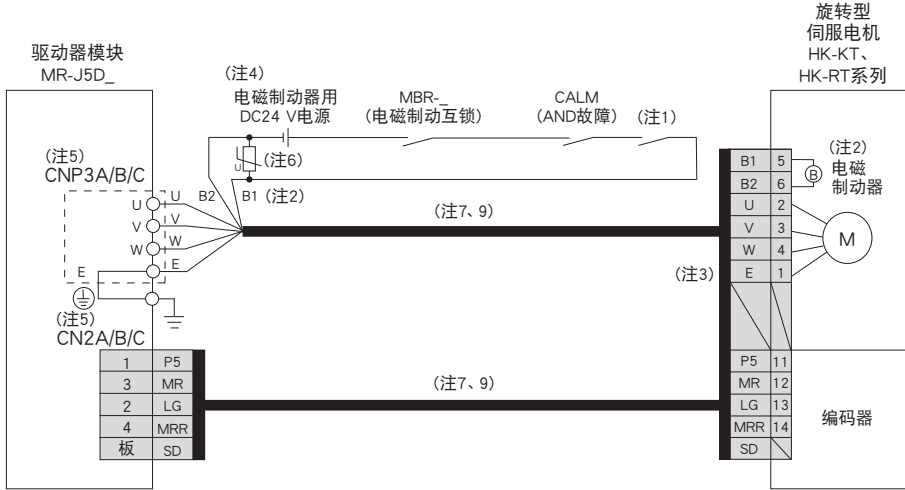 旋转型
伺服电机
HK-KT、
HK-RT系列
驱动器模块
MR-J5D_
(注4)
电磁制动器用
DC24 V电源
MBR-_
(电磁制动互锁)
CALM
(AND故障)
(注1)
(注5)
CNP3A/B/C
U
(注6)
B2
B1
(注2)
U
U
V
V
W
W
E
E
(注7、9)
(注3)
B1 5
B2 6
U 2
V 3
W 4
E 1
(注2)
B
电磁
制动器
M
(注5)
CN2A/B/C
1 P5
3 MR
2 LG
4 MRR
板 SD
(注7、9)
P5 11
MR 12
LG 13
MRR 14
SD
编码器